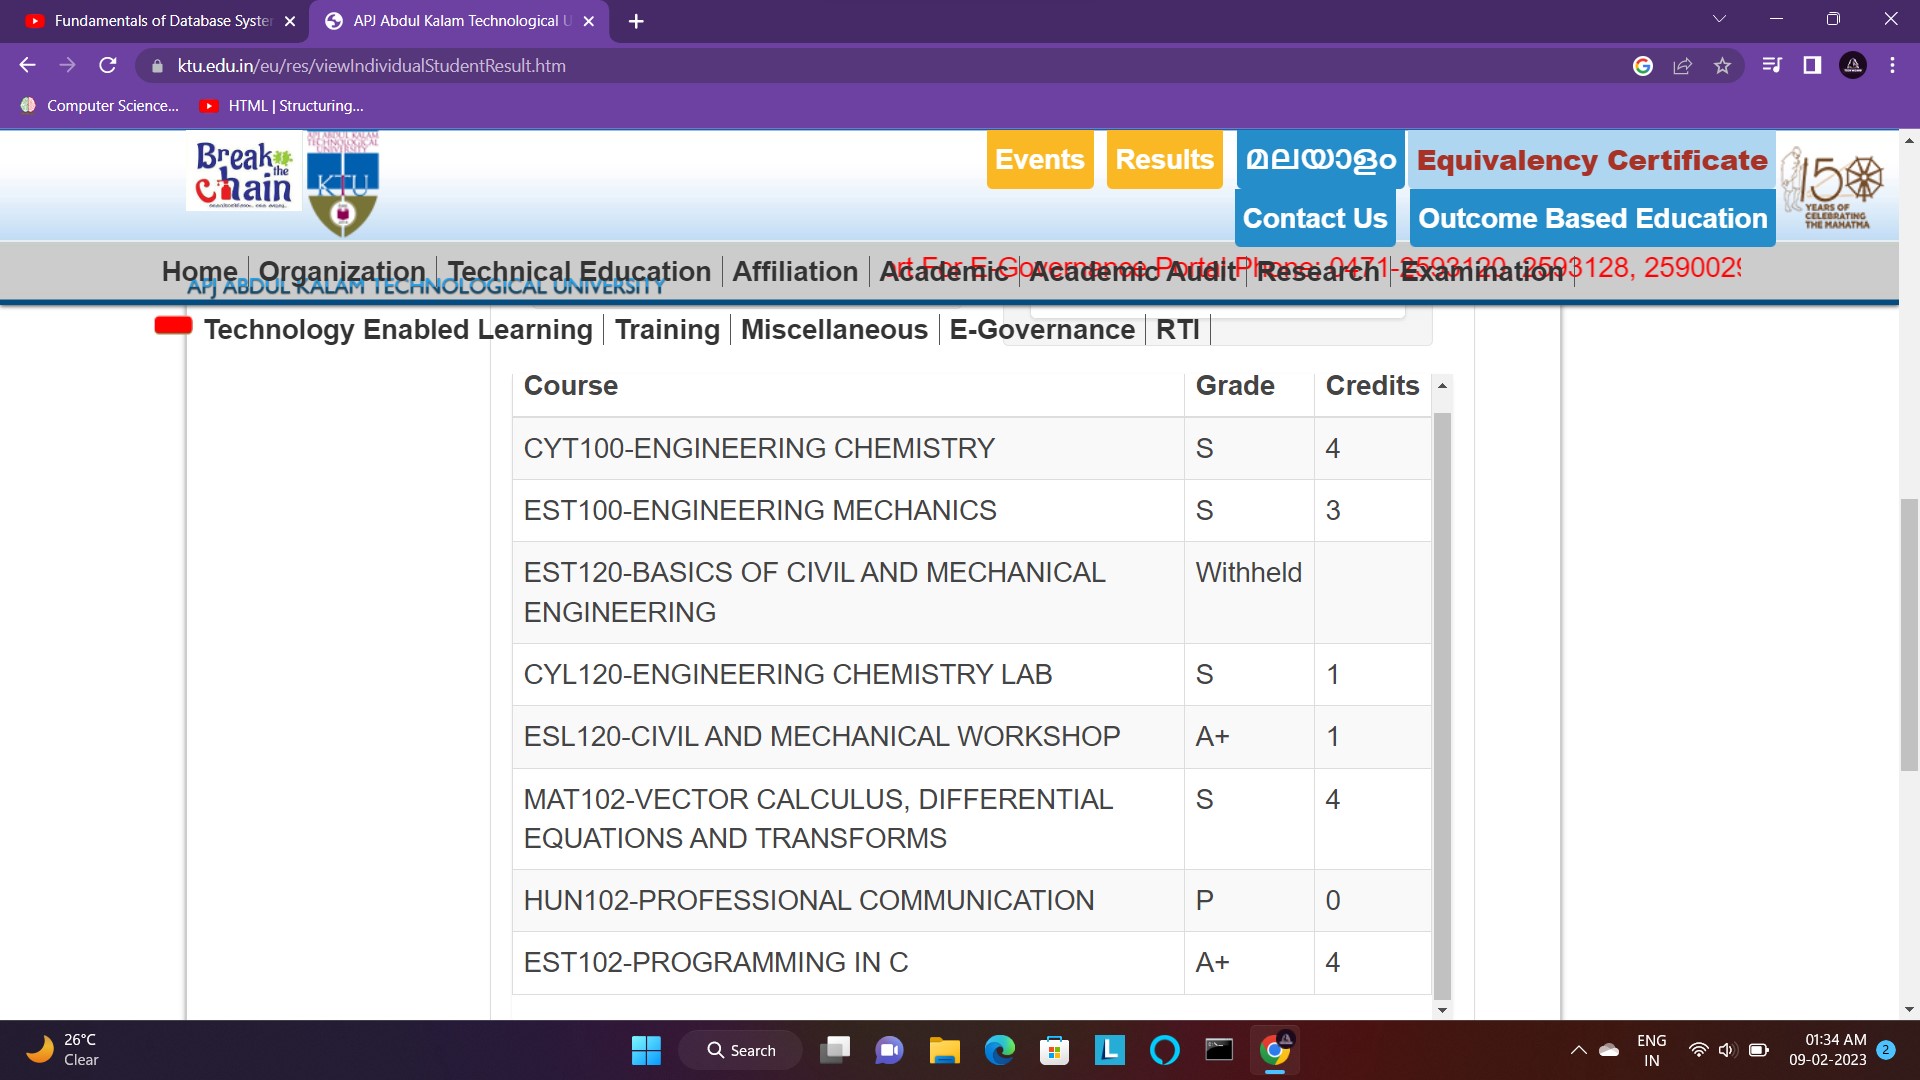 Fundamentals of Database Syster
APJ Abdul Kalam Technological U
ktu.edu.in/eu/res/viewIndividualStudentResult.htm
Computer Science...
HTML | Structuring...
Break the Chain
APJ ABDUL KALAM TECHNOLOGICAL UNIVERSITY
KTU
Events
Results
മലയാളം
Equivalency Certificate
Contact Us
Outcome Based Education
150
YEARS OF
CELEBRATING
THE MAHATMA
Home
Organization
Technical Education
Affiliation
Academic
Academic Audit
Research
Examination
rt For E-Governance Portal Phone: 0471-2593120, 2593128, 2590029
APJ ABDUL KALAM TECHNOLOGICAL UNIVERSITY
Technology Enabled Learning
Training
Miscellaneous
E-Governance
RTI
Course Grade Credits
CYT100-ENGINEERING CHEMISTRY S 4
EST100-ENGINEERING MECHANICS S 3
EST120-BASICS OF CIVIL AND MECHANICAL Withheld
ENGINEERING
CYL120-ENGINEERING CHEMISTRY LAB S 1
ESL120-CIVIL AND MECHANICAL WORKSHOP A+ 1
MAT102-VECTOR CALCULUS, DIFFERENTIAL S 4
EQUATIONS AND TRANSFORMS
HUN102-PROFESSIONAL COMMUNICATION P 0
EST102-PROGRAMMING IN C A+ 4
26°C
Clear
Search
L
ENG
IN
01:34 AM
09-02-2023
2